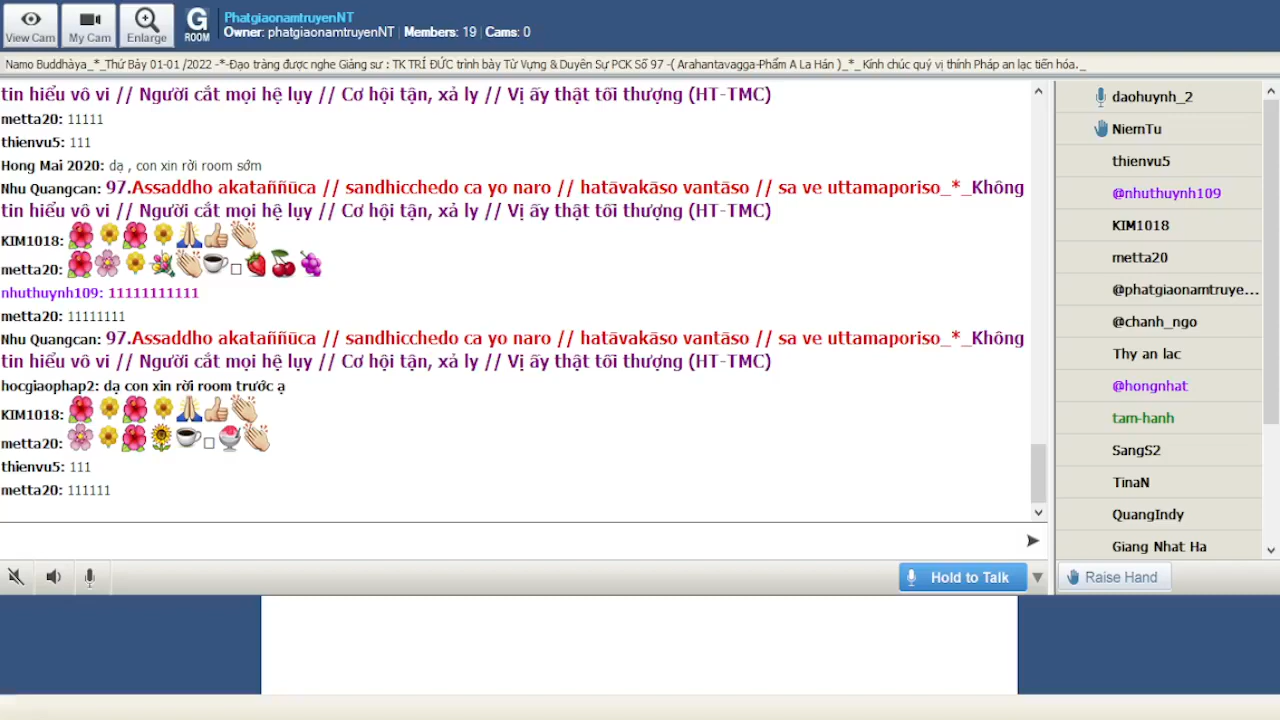 View Cam
My Cam
Enlarge
G
ROOM
PhatgiaonamtruyenNT
Owner: phatgiaonamtruyenNT | Members: 19 | Cams: 0
Namo Buddhàya_*_Thứ Bảy 01-01 /2022 -*-Đạo tràng được nghe Giảng sư : TK TRÍ ĐỨC trình bày Từ Vựng & Duyên Sự PCK Số 97 -( Arahantavagga-Phẩm A La Hán )_*_ Kính chúc quý vị thính Pháp an lạc tiến hóa._
tin hiểu vô vi // Người cắt mọi hệ lụy // Cơ hội tận, xả ly // Vị ấy thật tối thượng (HT-TMC)
metta20: 11111
thienvu5: 111
Hong Mai 2020: dạ , con xin rời room sớm
Nhu Quangcan: 97.Assaddho akataññūca // sandhicchedo ca yo naro // hatāvakāso vantāso // sa ve uttamaporiso_*_Không
tin hiểu vô vi // Người cắt mọi hệ lụy // Cơ hội tận, xả ly // Vị ấy thật tối thượng (HT-TMC)
KIM1018:
metta20:
nhuthuynh109: 11111111111
metta20: 11111111
Nhu Quangcan: 97.Assaddho akataññūca // sandhicchedo ca yo naro // hatāvakāso vantāso // sa ve uttamaporiso_*_Không
tin hiểu vô vi // Người cắt mọi hệ lụy // Cơ hội tận, xả ly // Vị ấy thật tối thượng (HT-TMC)
hocgiaophap2: dạ con xin rời room trước ạ
KIM1018:
metta20:
thienvu5: 111
metta20: 111111
Hold to Talk
daohuynh_2
NiemTu
thienvu5
@nhuthuynh109
KIM1018
metta20
@phatgiaonamtruye...
@chanh_ngo
Thy an lac
@hongnhat
tam-hanh
SangS2
TinaN
QuangIndy
Giang Nhat Ha
Raise Hand